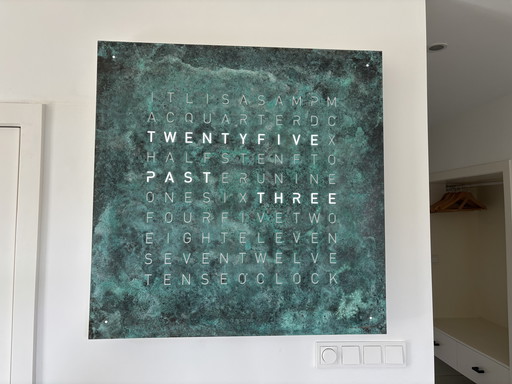 ITLISASAMPM
ACQUARTERDC
TWENTYFIVEX
HALFSTENFTO
PASTERUNINE
ONESIXTHREE
FOURFIVETWO
EIGHTELEVEN
SEVENTWELVE
TENSEOCLOCK